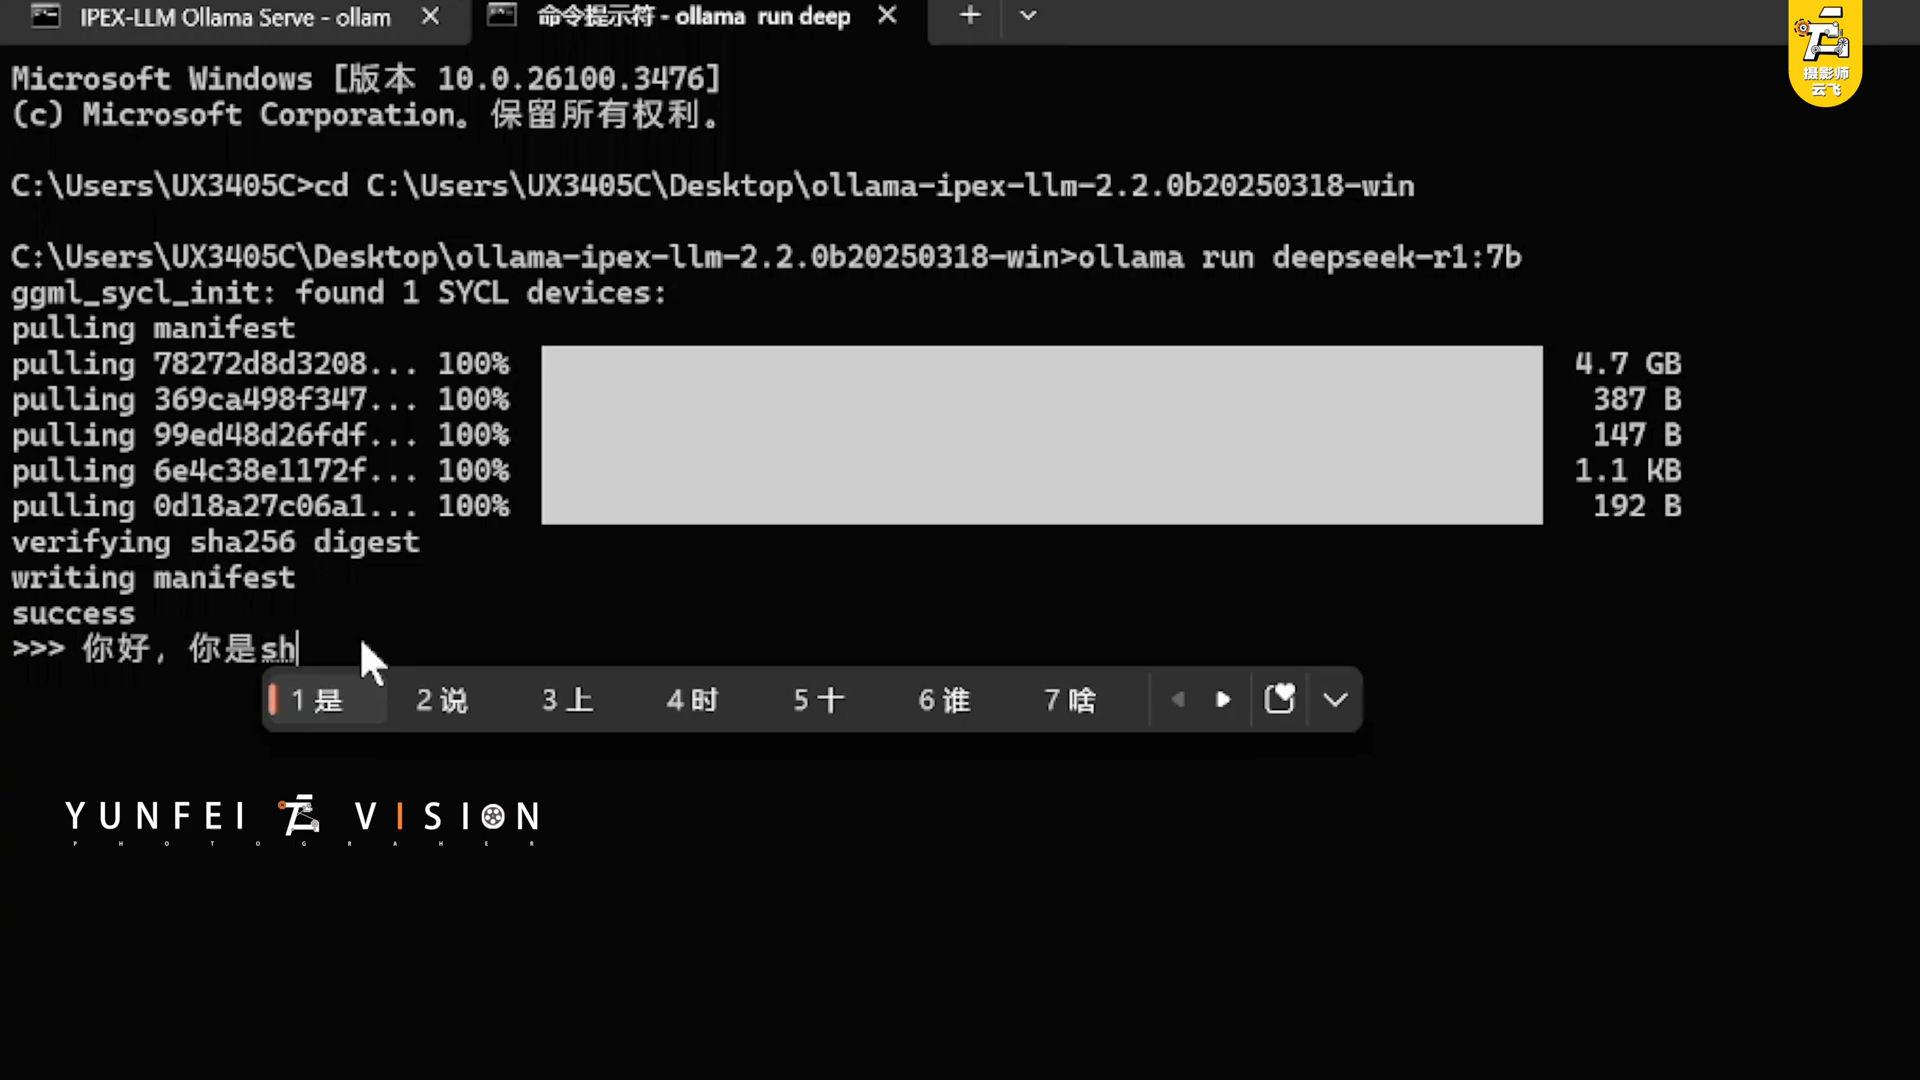 IPEX-LLM Ollama Serve - ollam
命令提示符 - ollama run deep
摄影师
云飞
Microsoft Windows [版本 10.0.26100.3476]
(c) Microsoft Corporation。保留所有权利。
C:\Users\UX3405C>cd C:\Users\UX3405C\Desktop\ollama-ipex-llm-2.2.0b20250318-win
C:\Users\UX3405C\Desktop\ollama-ipex-llm-2.2.0b20250318-win>ollama run deepseek-r1:7b
ggml_sycl_init: found 1 SYCL devices:
pulling manifest
pulling 78272d8d3208... 100% 4.7 GB
pulling 369ca498f347... 100% 387 B
pulling 99ed48d26fdf... 100% 147 B
pulling 6e4c38e1172f... 100% 1.1 KB
pulling 0d18a27c06a1... 100% 192 B
verifying sha256 digest
writing manifest
success
>>> 你好，你是sh
1 是 2 说 3 上 4 时 5 十 6 谁 7 啥
YUNFEI VISION
PHOTOGRAHER